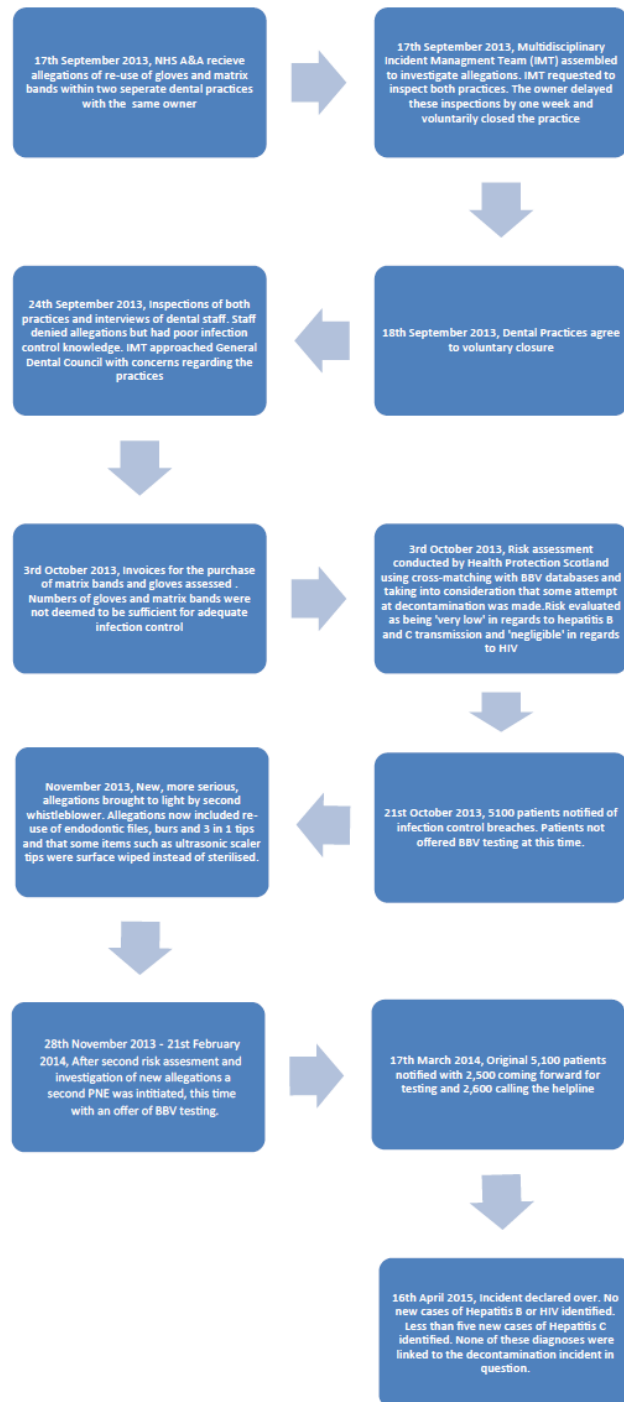 17th September 2013, NHS A&A recieve
allegations of re-use of gloves and matrix
bands within two seperate dental practices
with the same owner
17th September 2013, Multidisciplinary
Incident Managment Team (IMT) assembled
to investigate allegations. IMT requested to
inspect both practices. The owner delayed
these inspections by one week and
voluntarily closed the practice
18th September 2013, Dental Practices agree
to voluntary closure
24th September 2013, Inspections of both
practices and interviews of dental staff. Staff
denied allegations but had poor infection
control knowledge. IMT approached General
Dental Council with concerns regarding the
practices
3rd October 2013, Invoices for the purchase
of matrix bands and gloves assessed .
Numbers of gloves and matrix bands were
not deemed to be sufficient for adequate
infection control
3rd October 2013, Risk assessment
conducted by Health Protection Scotland
using cross-matching with BBV databases and
taking into consideration that some attempt
at decontamination was made.Risk evaluated
as being 'very low' in regards to hepatitis B
and C transmission and 'negligible' in regards
to HIV
21st October 2013, 5100 patients notified of
infection control breaches. Patients not
offered BBV testing at this time.
November 2013, New, more serious,
allegations brought to light by second
whistleblower. Allegations now included re-
use of endodontic files, burs and 3 in 1 tips
and that some items such as ultrasonic scaler
tips were surface wiped instead of sterilised.
28th November 2013 - 21st February
2014, After second risk assesment and
investigation of new allegations a
second PNE was intitiated, this time
with an offer of BBV testing.
17th March 2014, Original 5,100 patients
notified with 2,500 coming forward for
testing and 2,600 calling the helpline
16th April 2015, Incident declared over. No
new cases of Hepatitis B or HIV identified.
Less than five new cases of Hepatitis C
identified. None of these diagnoses were
linked to the decontamination incident in
question.